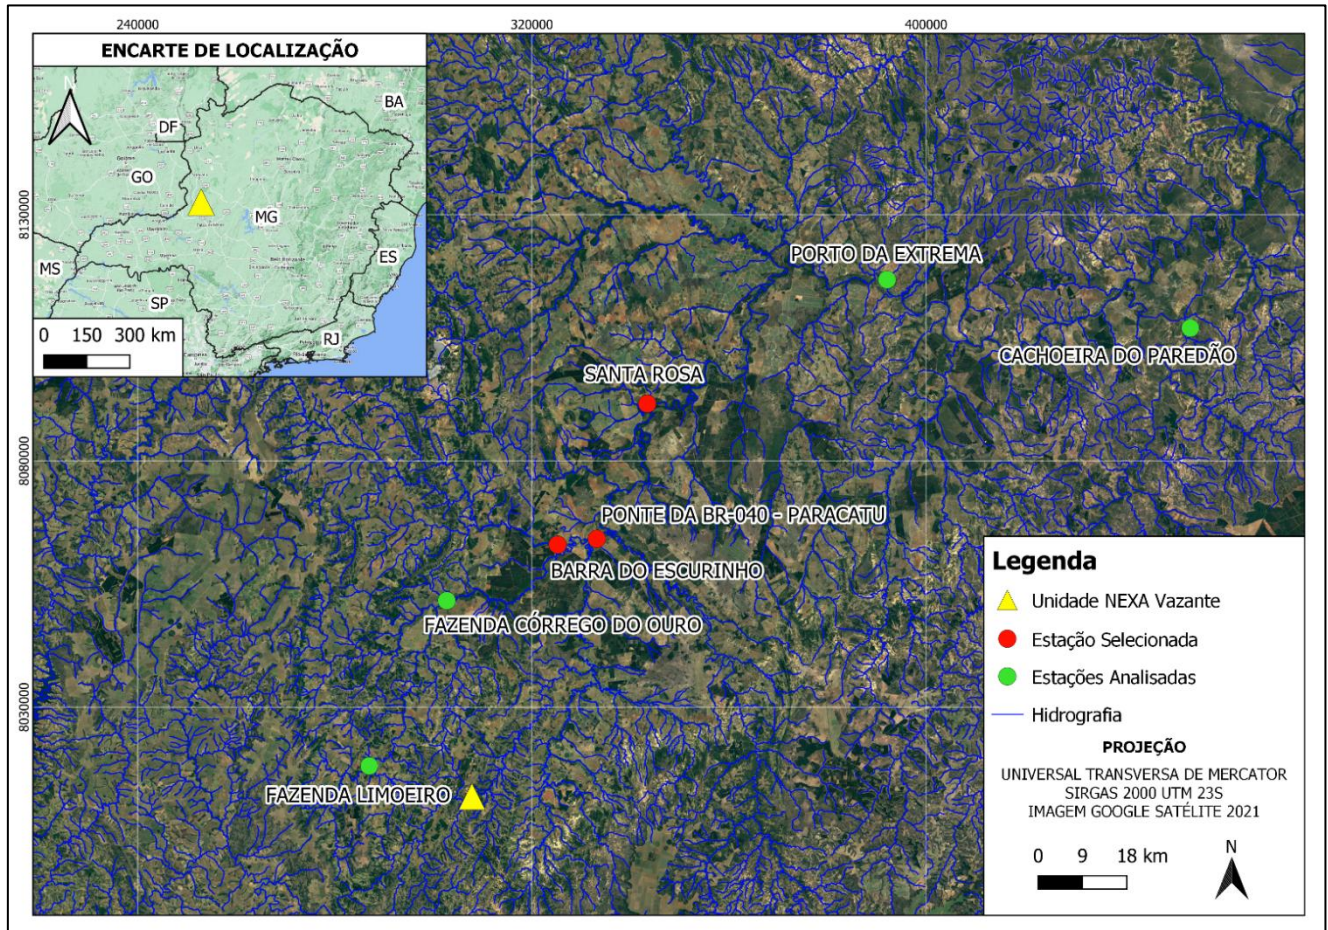 240000
320000
400000
ENCARTE DE LOCALIZAÇÃO
N
BA
DF
GO
MG
ES
MS
SP
RJ
0 150 300 km
8130000
8080000
8030000
PORTO DA EXTREMA
CACHOEIRA DO PAREDÃO
SANTA ROSA
PONTE DA BR-040 - PARACATU
BARRA DO ESCURINHO
FAZENDA CÓRREGO DO OURO
FAZENDA LIMOEIRO
Legenda
Unidade NEXA Vazante
Estação Selecionada
Estações Analisadas
Hidrografia
PROJEÇÃO
UNIVERSAL TRANSVERSA DE MERCATOR
SIRGAS 2000 UTM 23S
IMAGEM GOOGLE SATÉLITE 2021
0 9 18 km
N